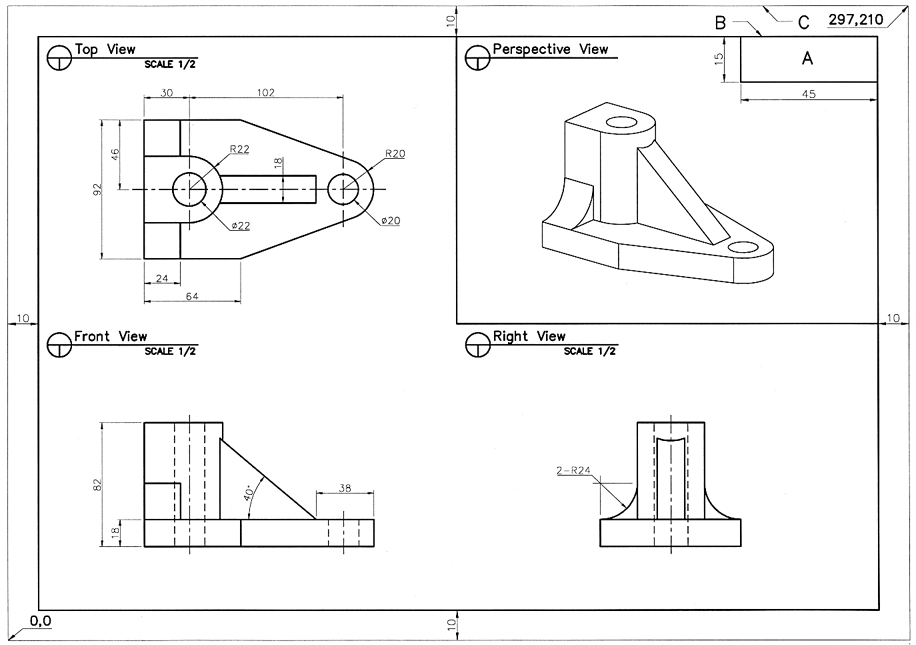 10
B
C
297,210
Top View
SCALE 1/2
Perspective View
15
A
45
30
102
R22
18
R20
46
92
ø22
ø20
24
64
10
10
Front View
SCALE 1/2
Right View
SCALE 1/2
82
18
40°
38
2-R24
0,0
10